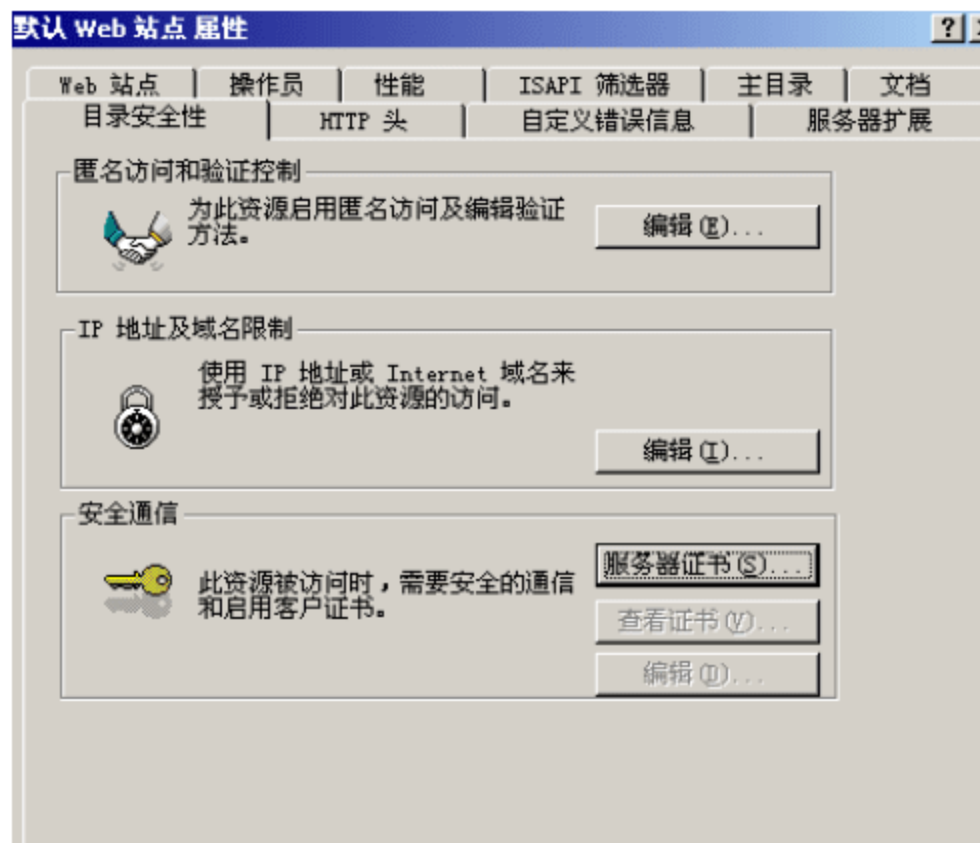 默认 Web 站点 属性
Web 站点 操作员 性能 ISAPI 筛选器 主目录 文档
目录安全性 HTTP 头 自定义错误信息 服务器扩展
匿名访问和验证控制
为此资源启用匿名访问及编辑验证
方法。
编辑(E)...
IP 地址及域名限制
使用 IP 地址或 Internet 域名来
授予或拒绝对此资源的访问。
编辑(I)...
安全通信
此资源被访问时，需要安全的通信
和启用客户证书。
服务器证书(S)...
查看证书(V)...
编辑(D)...